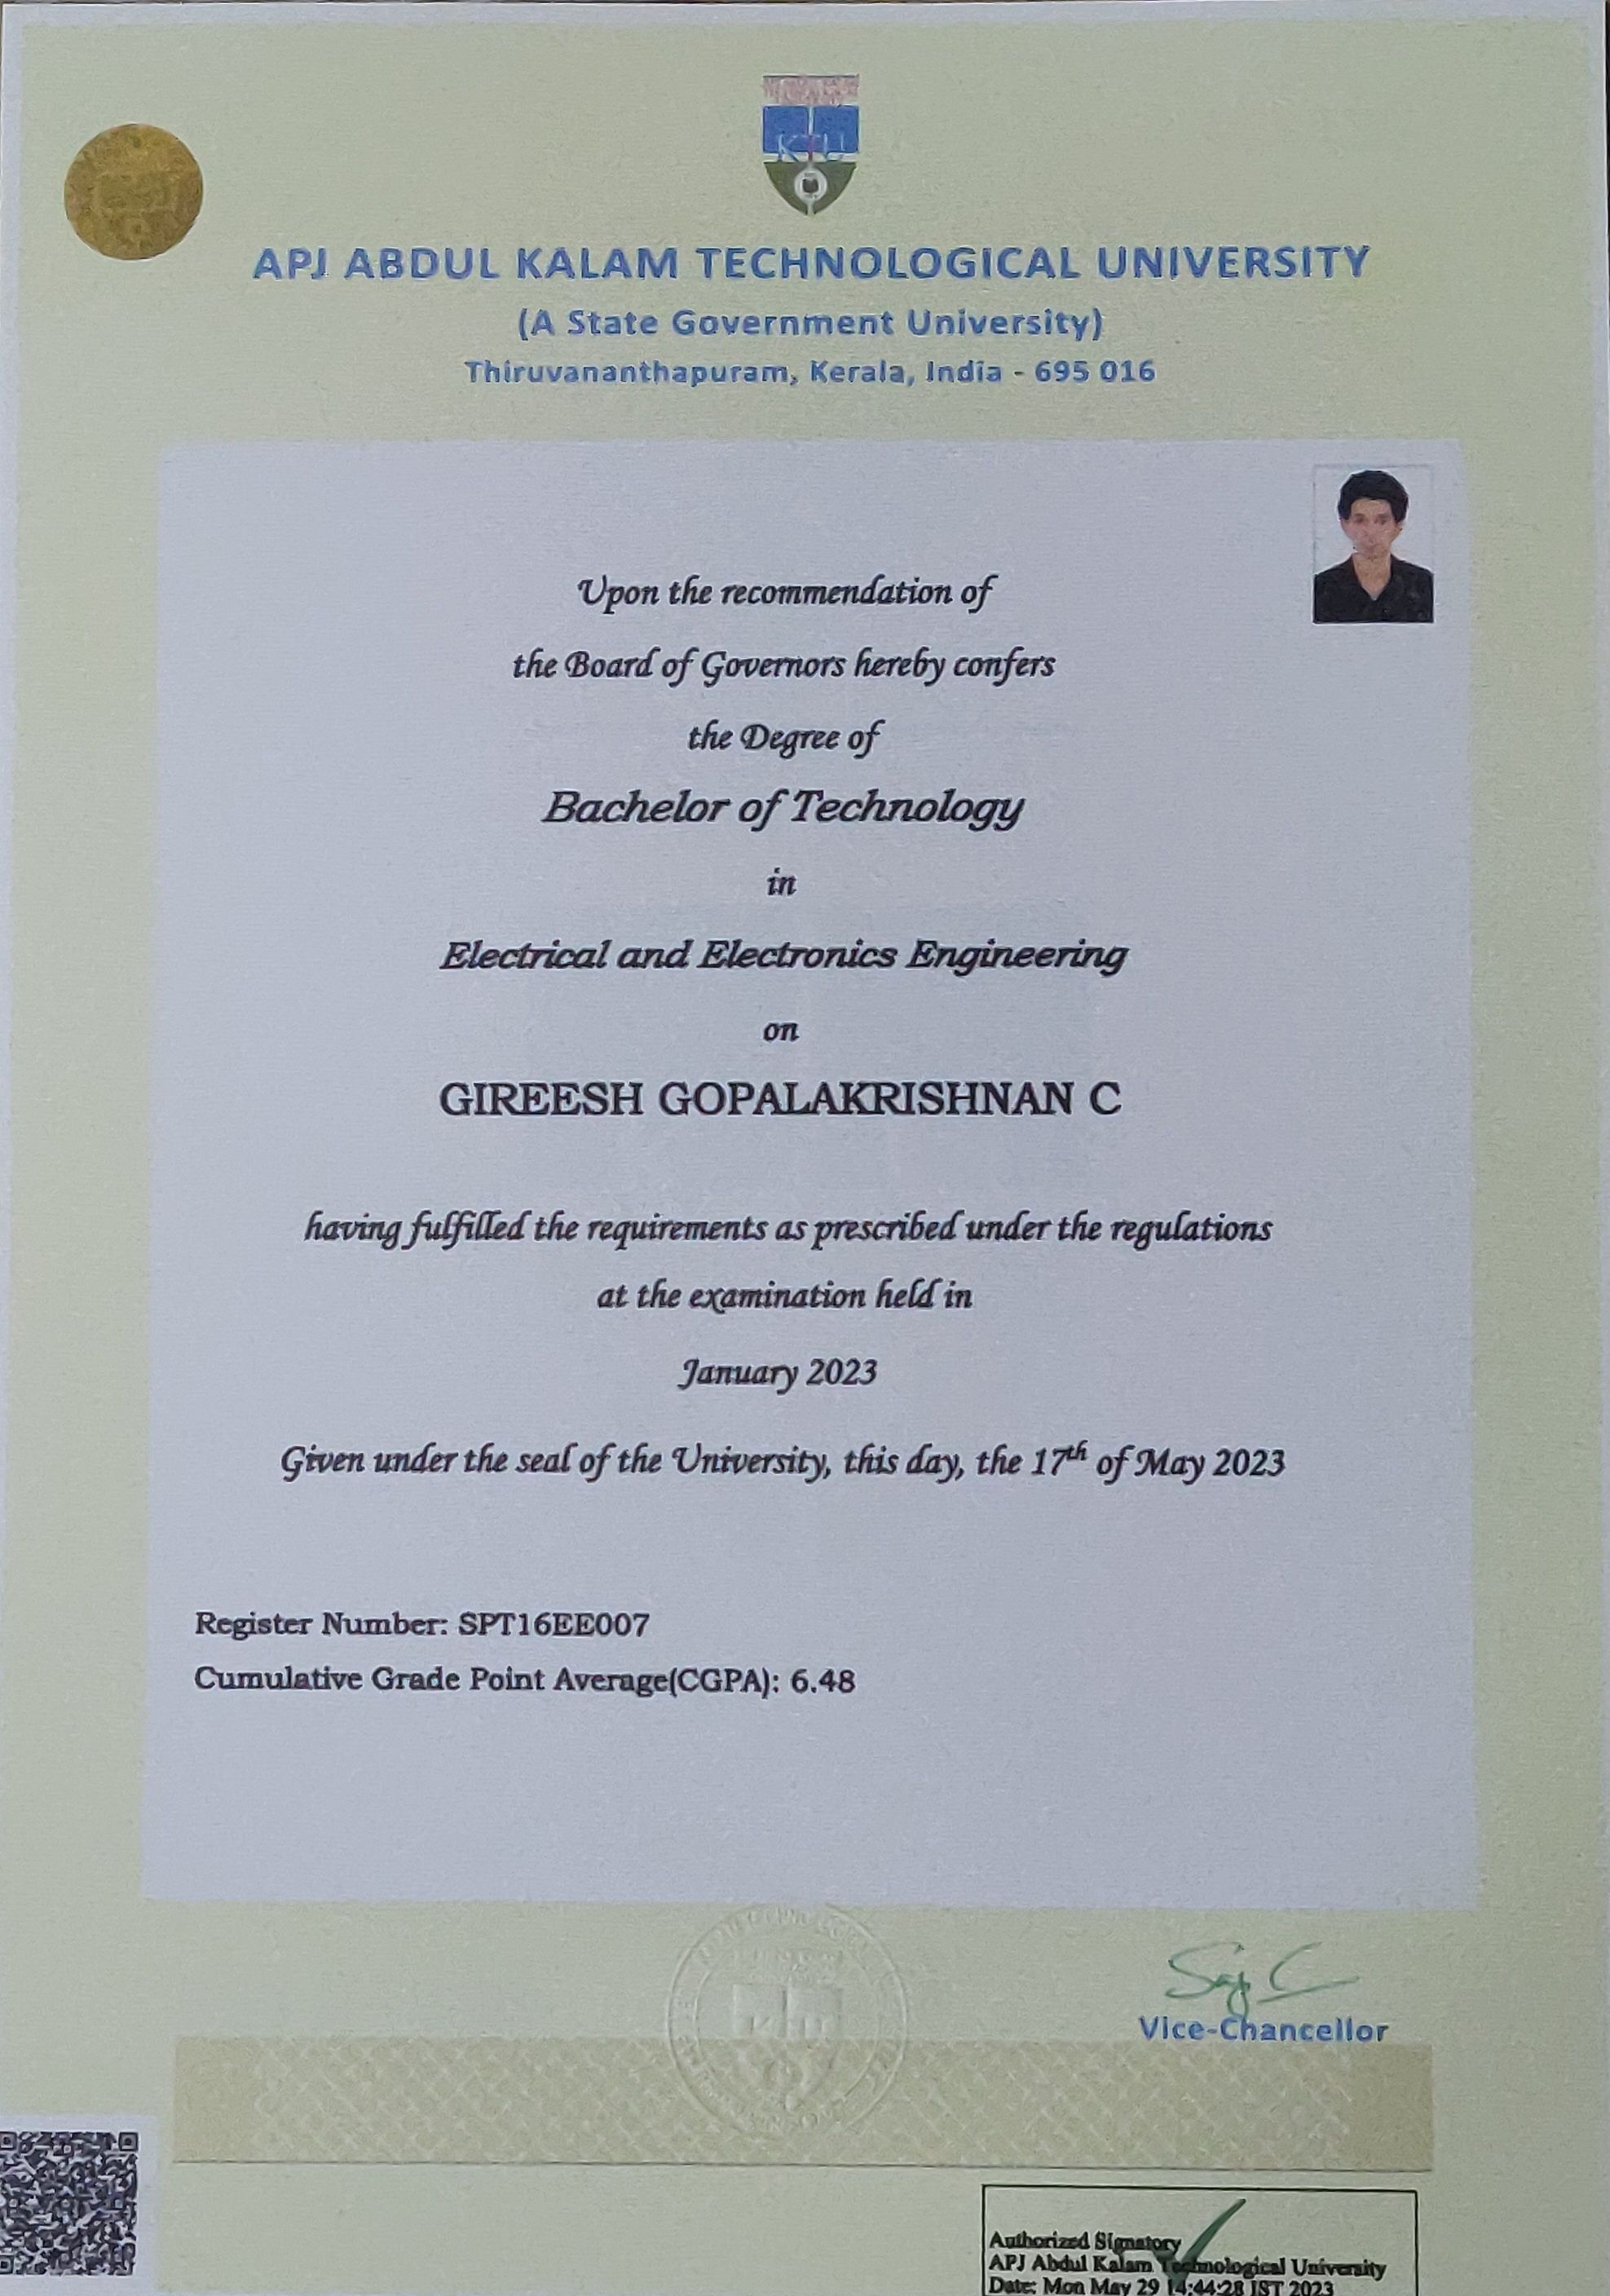 APJ ABDUL KALAM TECHNOLOGICAL UNIVERSITY
(A State Government University)
Thiruvananthapuram, Kerala, India - 695 016
Upon the recommendation of
the Board of Governors hereby confers
the Degree of
Bachelor of Technology
in
Electrical and Electronics Engineering
on
GIREESH GOPALAKRISHNAN C
having fulfilled the requirements as prescribed under the regulations
at the examination held in
January 2023
Given under the seal of the University, this day, the 17th of May 2023
Register Number: SPT16EE007
Cumulative Grade Point Average(CGPA): 6.48
Vice-Chancellor
Authorized Signatory
APJ Abdul Kalam Technological University
Date: Mon May 29 14:44:28 IST 2023